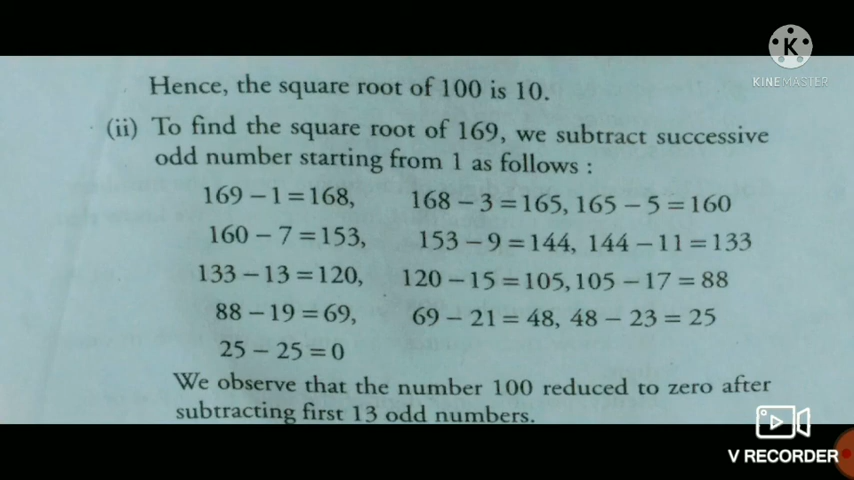 K
KINEMASTER
Hence, the square root of 100 is 10.
(ii) To find the square root of 169, we subtract successive
odd number starting from 1 as follows :
169 – 1 = 168, 168 – 3 = 165, 165 – 5 = 160
160 – 7 = 153, 153 – 9 = 144, 144 – 11 = 133
133 – 13 = 120, 120 – 15 = 105, 105 – 17 = 88
88 – 19 = 69, 69 – 21 = 48, 48 – 23 = 25
25 – 25 = 0
We observe that the number 100 reduced to zero after
subtracting first 13 odd numbers.
V RECORDER